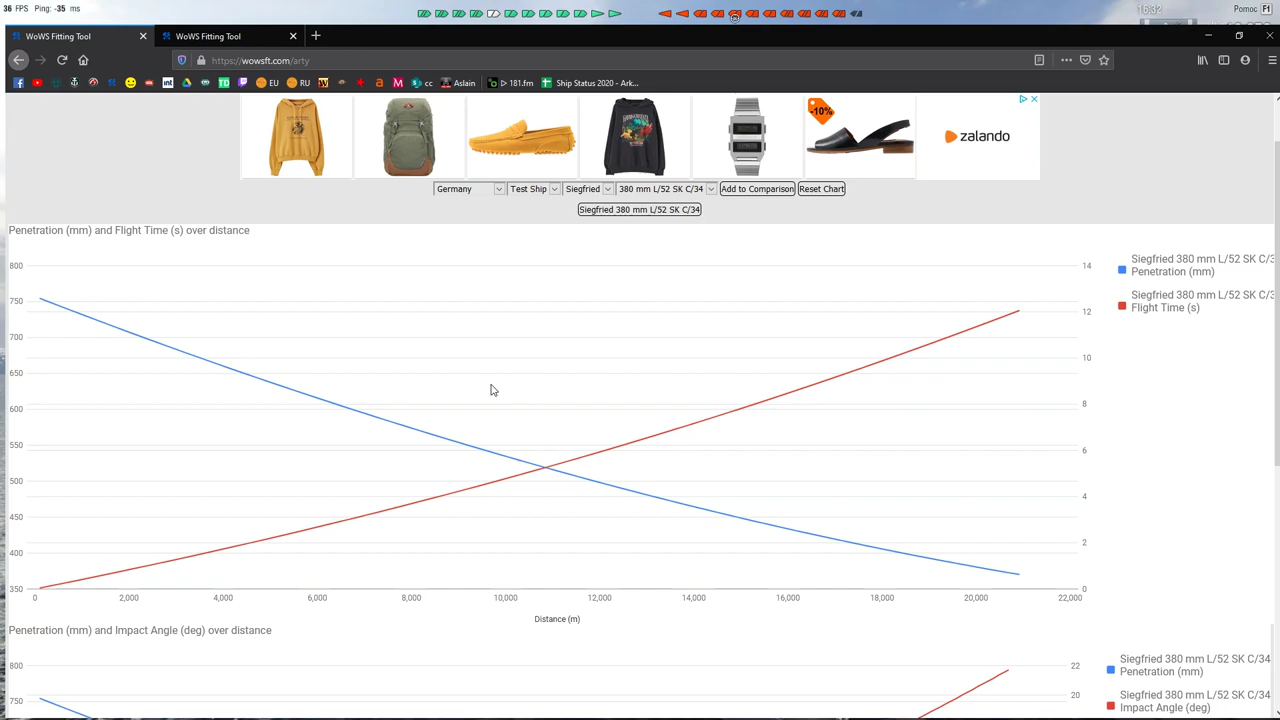 36 FPS Ping: -35 ms
16:32
Pomoc F1
WoWS Fitting Tool
WoWS Fitting Tool
https://wowsft.com/arty
int
TD
EU
RU
cc
Aslain
▷ 181.fm
Ship Status 2020 - Ark...
-10%
zalando
Germany
Test Ship
Siegfried
380 mm L/52 SK C/34
Add to Comparison
Reset Chart
Siegfried 380 mm L/52 SK C/34
Penetration (mm) and Flight Time (s) over distance
800
750
700
650
600
550
500
450
400
350
14
12
10
8
6
4
2
0
0
2,000
4,000
6,000
8,000
10,000
12,000
14,000
16,000
18,000
20,000
22,000
Distance (m)
Siegfried 380 mm L/52 SK C/3
Penetration (mm)
Siegfried 380 mm L/52 SK C/3
Flight Time (s)
Penetration (mm) and Impact Angle (deg) over distance
800
750
22
20
Siegfried 380 mm L/52 SK C/34
Penetration (mm)
Siegfried 380 mm L/52 SK C/34
Impact Angle (deg)